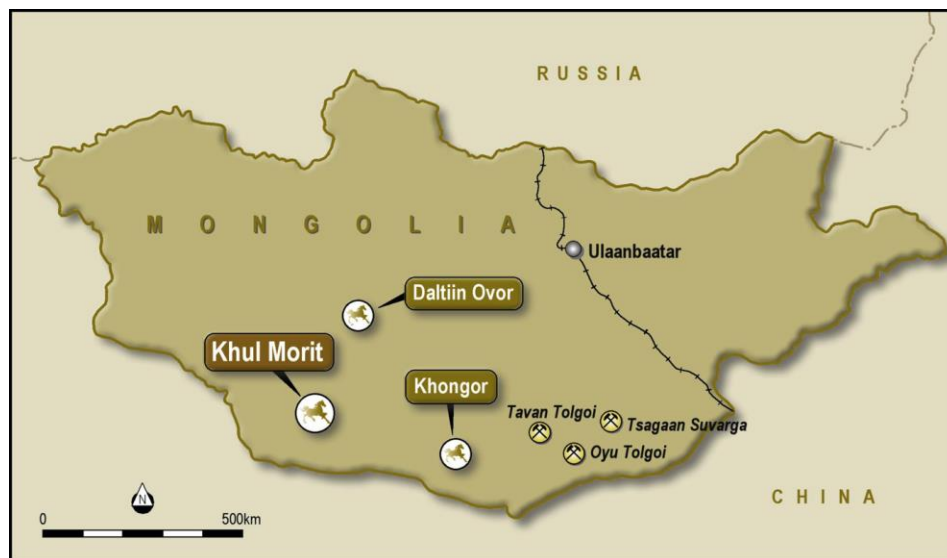 RUSSIA
MONGOLIA
Ulaanbaatar
Daltiin Ovor
Khul Morit
Khongor
Tavan Tolgoi
Tsagaan Suvarga
Oyu Tolgoi
CHINA
N
0 500km